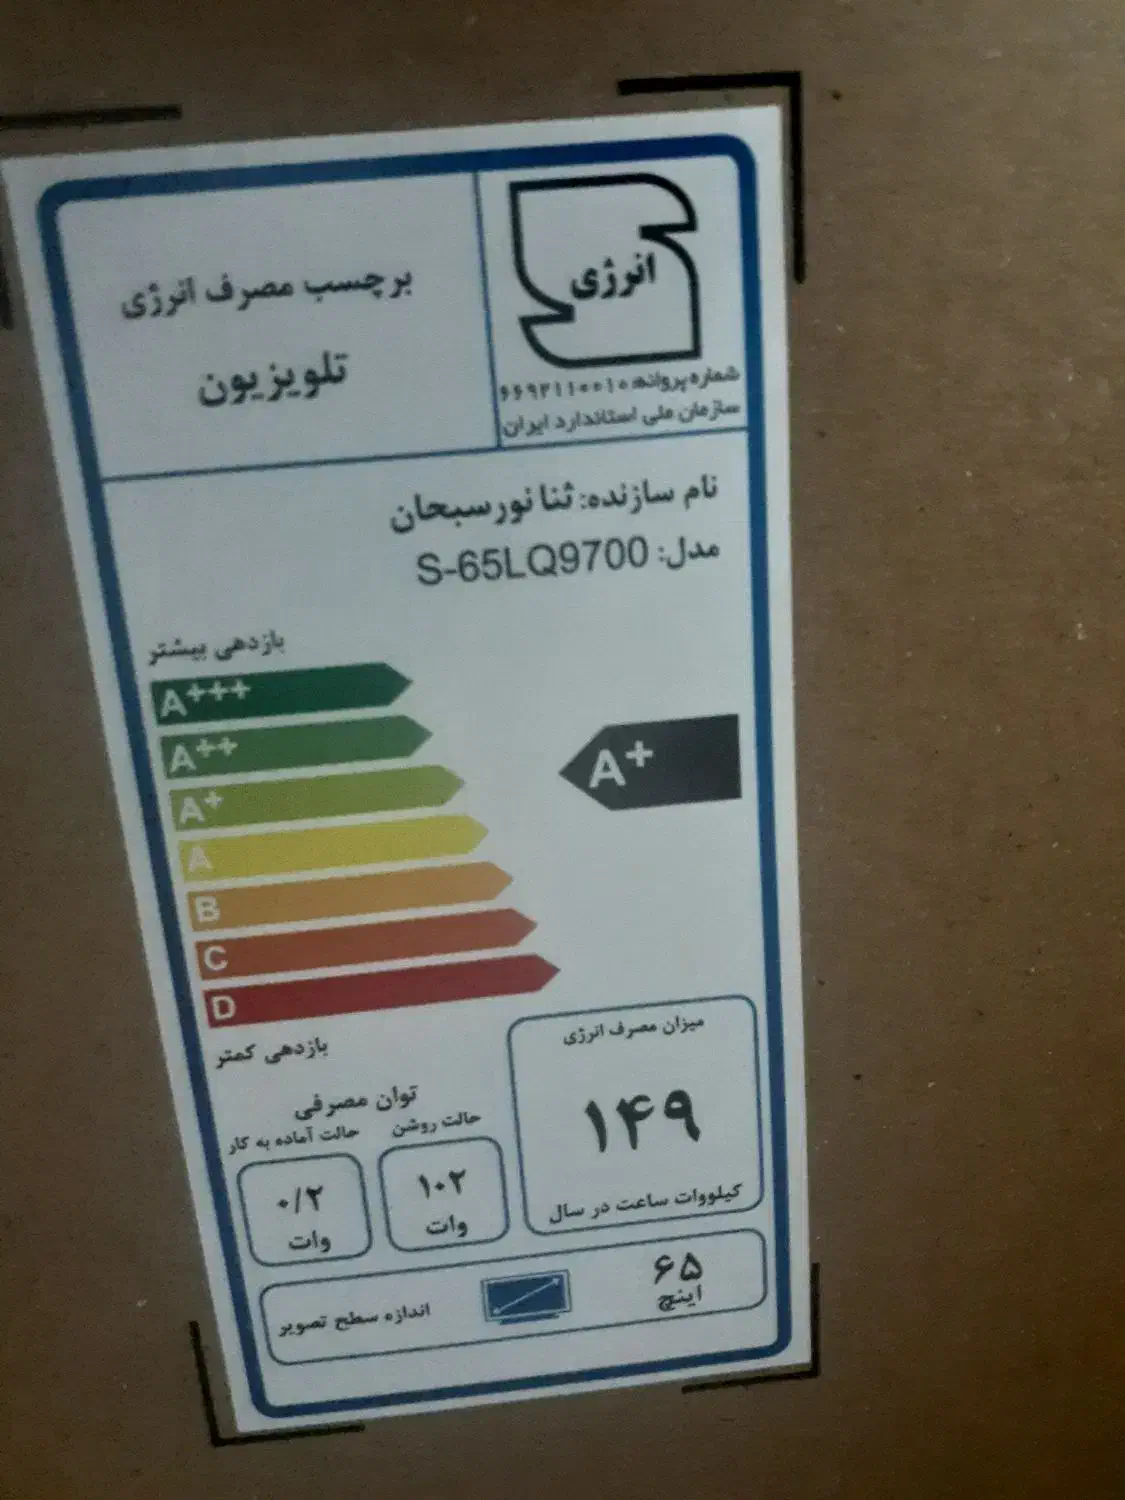 انرژی
شماره پروانه: ۶۶۹۲۱۱۰۰۱۰
سازمان ملی استاندارد ایران
برچسب مصرف انرژی
تلویزیون
نام سازنده: ثنا نور سبحان
مدل: S-65LQ9700
بازدهی بیشتر
A+++
A++
A+
A+
A
B
C
D
بازدهی کمتر
میزان مصرف انرژی
۱۴۹
کیلووات ساعت در سال
توان مصرفی
حالت روشن
۱۰۲
وات
حالت آماده به کار
۰/۲
وات
۶۵
اینچ
اندازه سطح تصویر